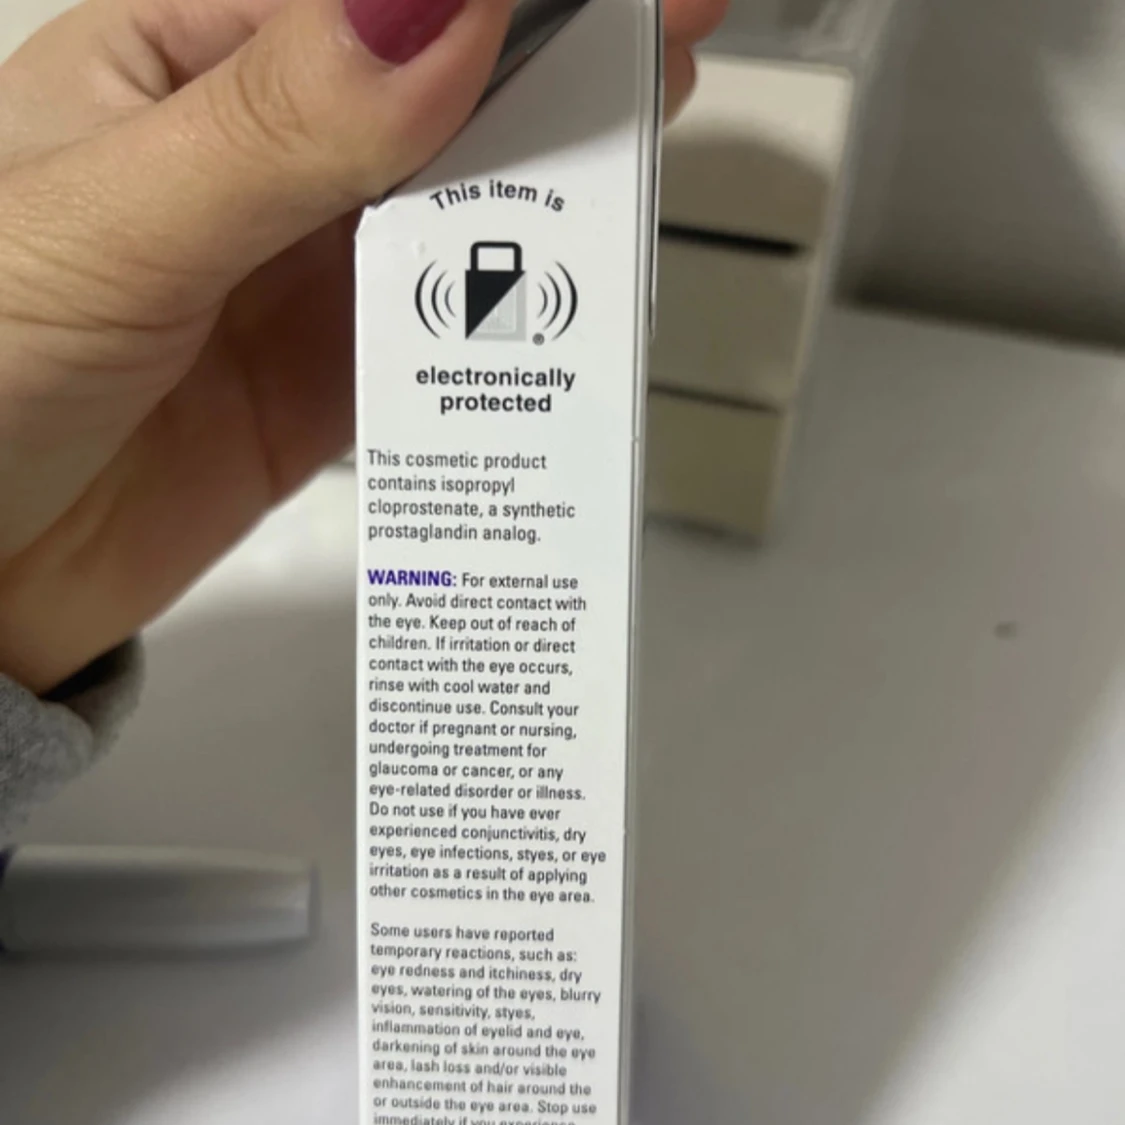 This item is
®
electronically
protected
This cosmetic product
contains isopropyl
cloprostenate, a synthetic
prostaglandin analog.
WARNING: For external use
only. Avoid direct contact with
the eye. Keep out of reach of
children. If irritation or direct
contact with the eye occurs,
rinse with cool water and
discontinue use. Consult your
doctor if pregnant or nursing,
undergoing treatment for
glaucoma or cancer, or any
eye-related disorder or illness.
Do not use if you have ever
experienced conjunctivitis, dry
eyes, eye infections, styes, or eye
irritation as a result of applying
other cosmetics in the eye area.
Some users have reported
temporary reactions, such as:
eye redness and itchiness, dry
eyes, watering of the eyes, blurry
vision, sensitivity, styes,
inflammation of eyelid and eye,
darkening of skin around the eye
area, lash loss and/or visible
enhancement of hair around the
or outside the eye area. Stop use
immediately if you experience